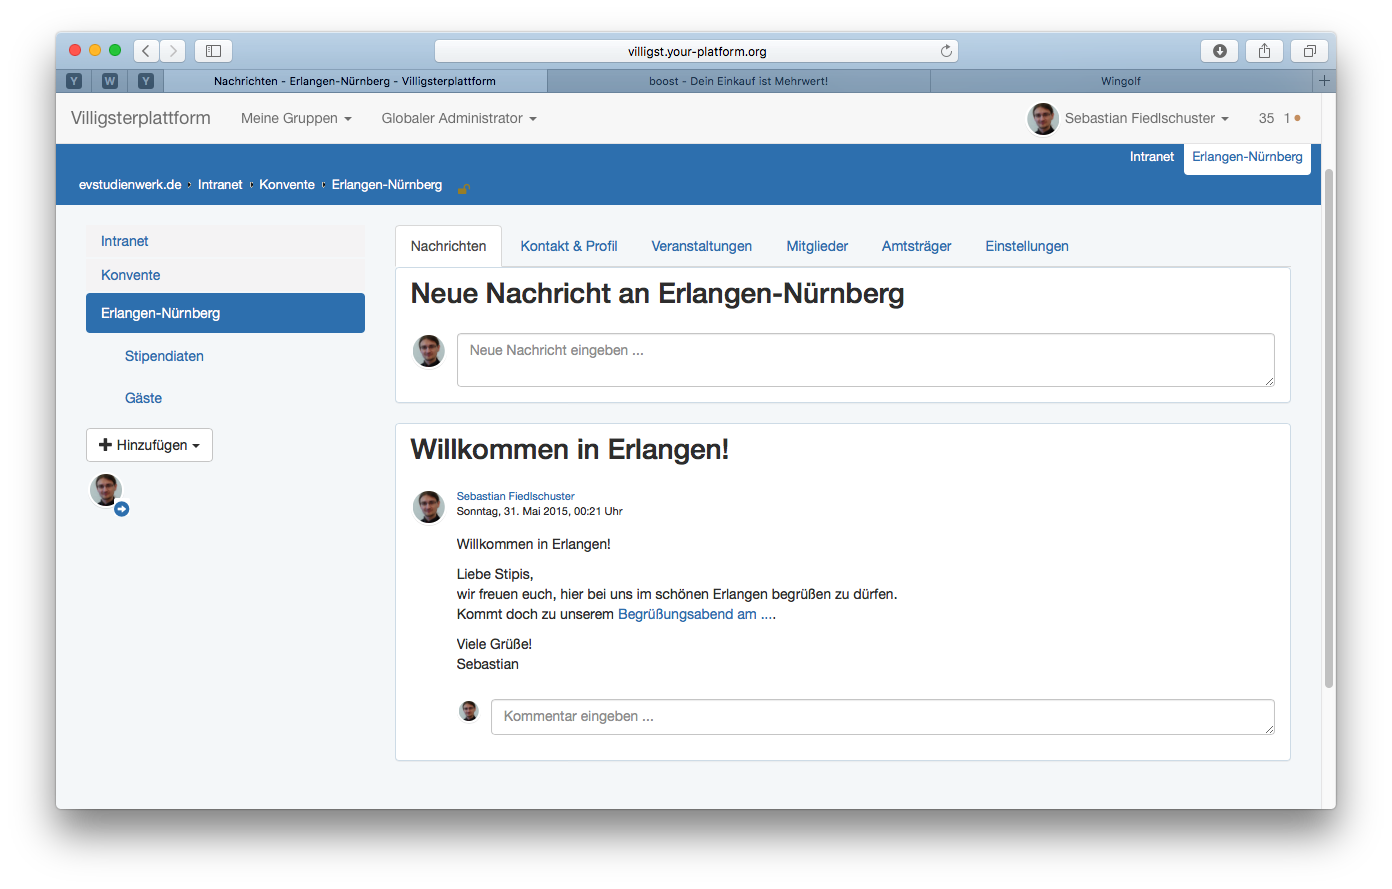 villigst.your-platform.org
Y W Y Nachrichten - Erlangen-Nürnberg - Villigsterplattform boost - Dein Einkauf ist Mehrwert! Wingolf
Villigsterplattform Meine Gruppen Globaler Administrator Sebastian Fiedlschuster 35 1
Intranet Erlangen-Nürnberg
evstudienwerk.de › Intranet › Konvente › Erlangen-Nürnberg
Intranet
Konvente
Erlangen-Nürnberg
Stipendiaten
Gäste
Hinzufügen
Nachrichten Kontakt & Profil Veranstaltungen Mitglieder Amtsträger Einstellungen
Neue Nachricht an Erlangen-Nürnberg
Neue Nachricht eingeben ...
Willkommen in Erlangen!
Sebastian Fiedlschuster
Sonntag, 31. Mai 2015, 00:21 Uhr
Willkommen in Erlangen!
Liebe Stipis,
wir freuen euch, hier bei uns im schönen Erlangen begrüßen zu dürfen.
Kommt doch zu unserem Begrüßungsabend am ....
Viele Grüße!
Sebastian
Kommentar eingeben ...